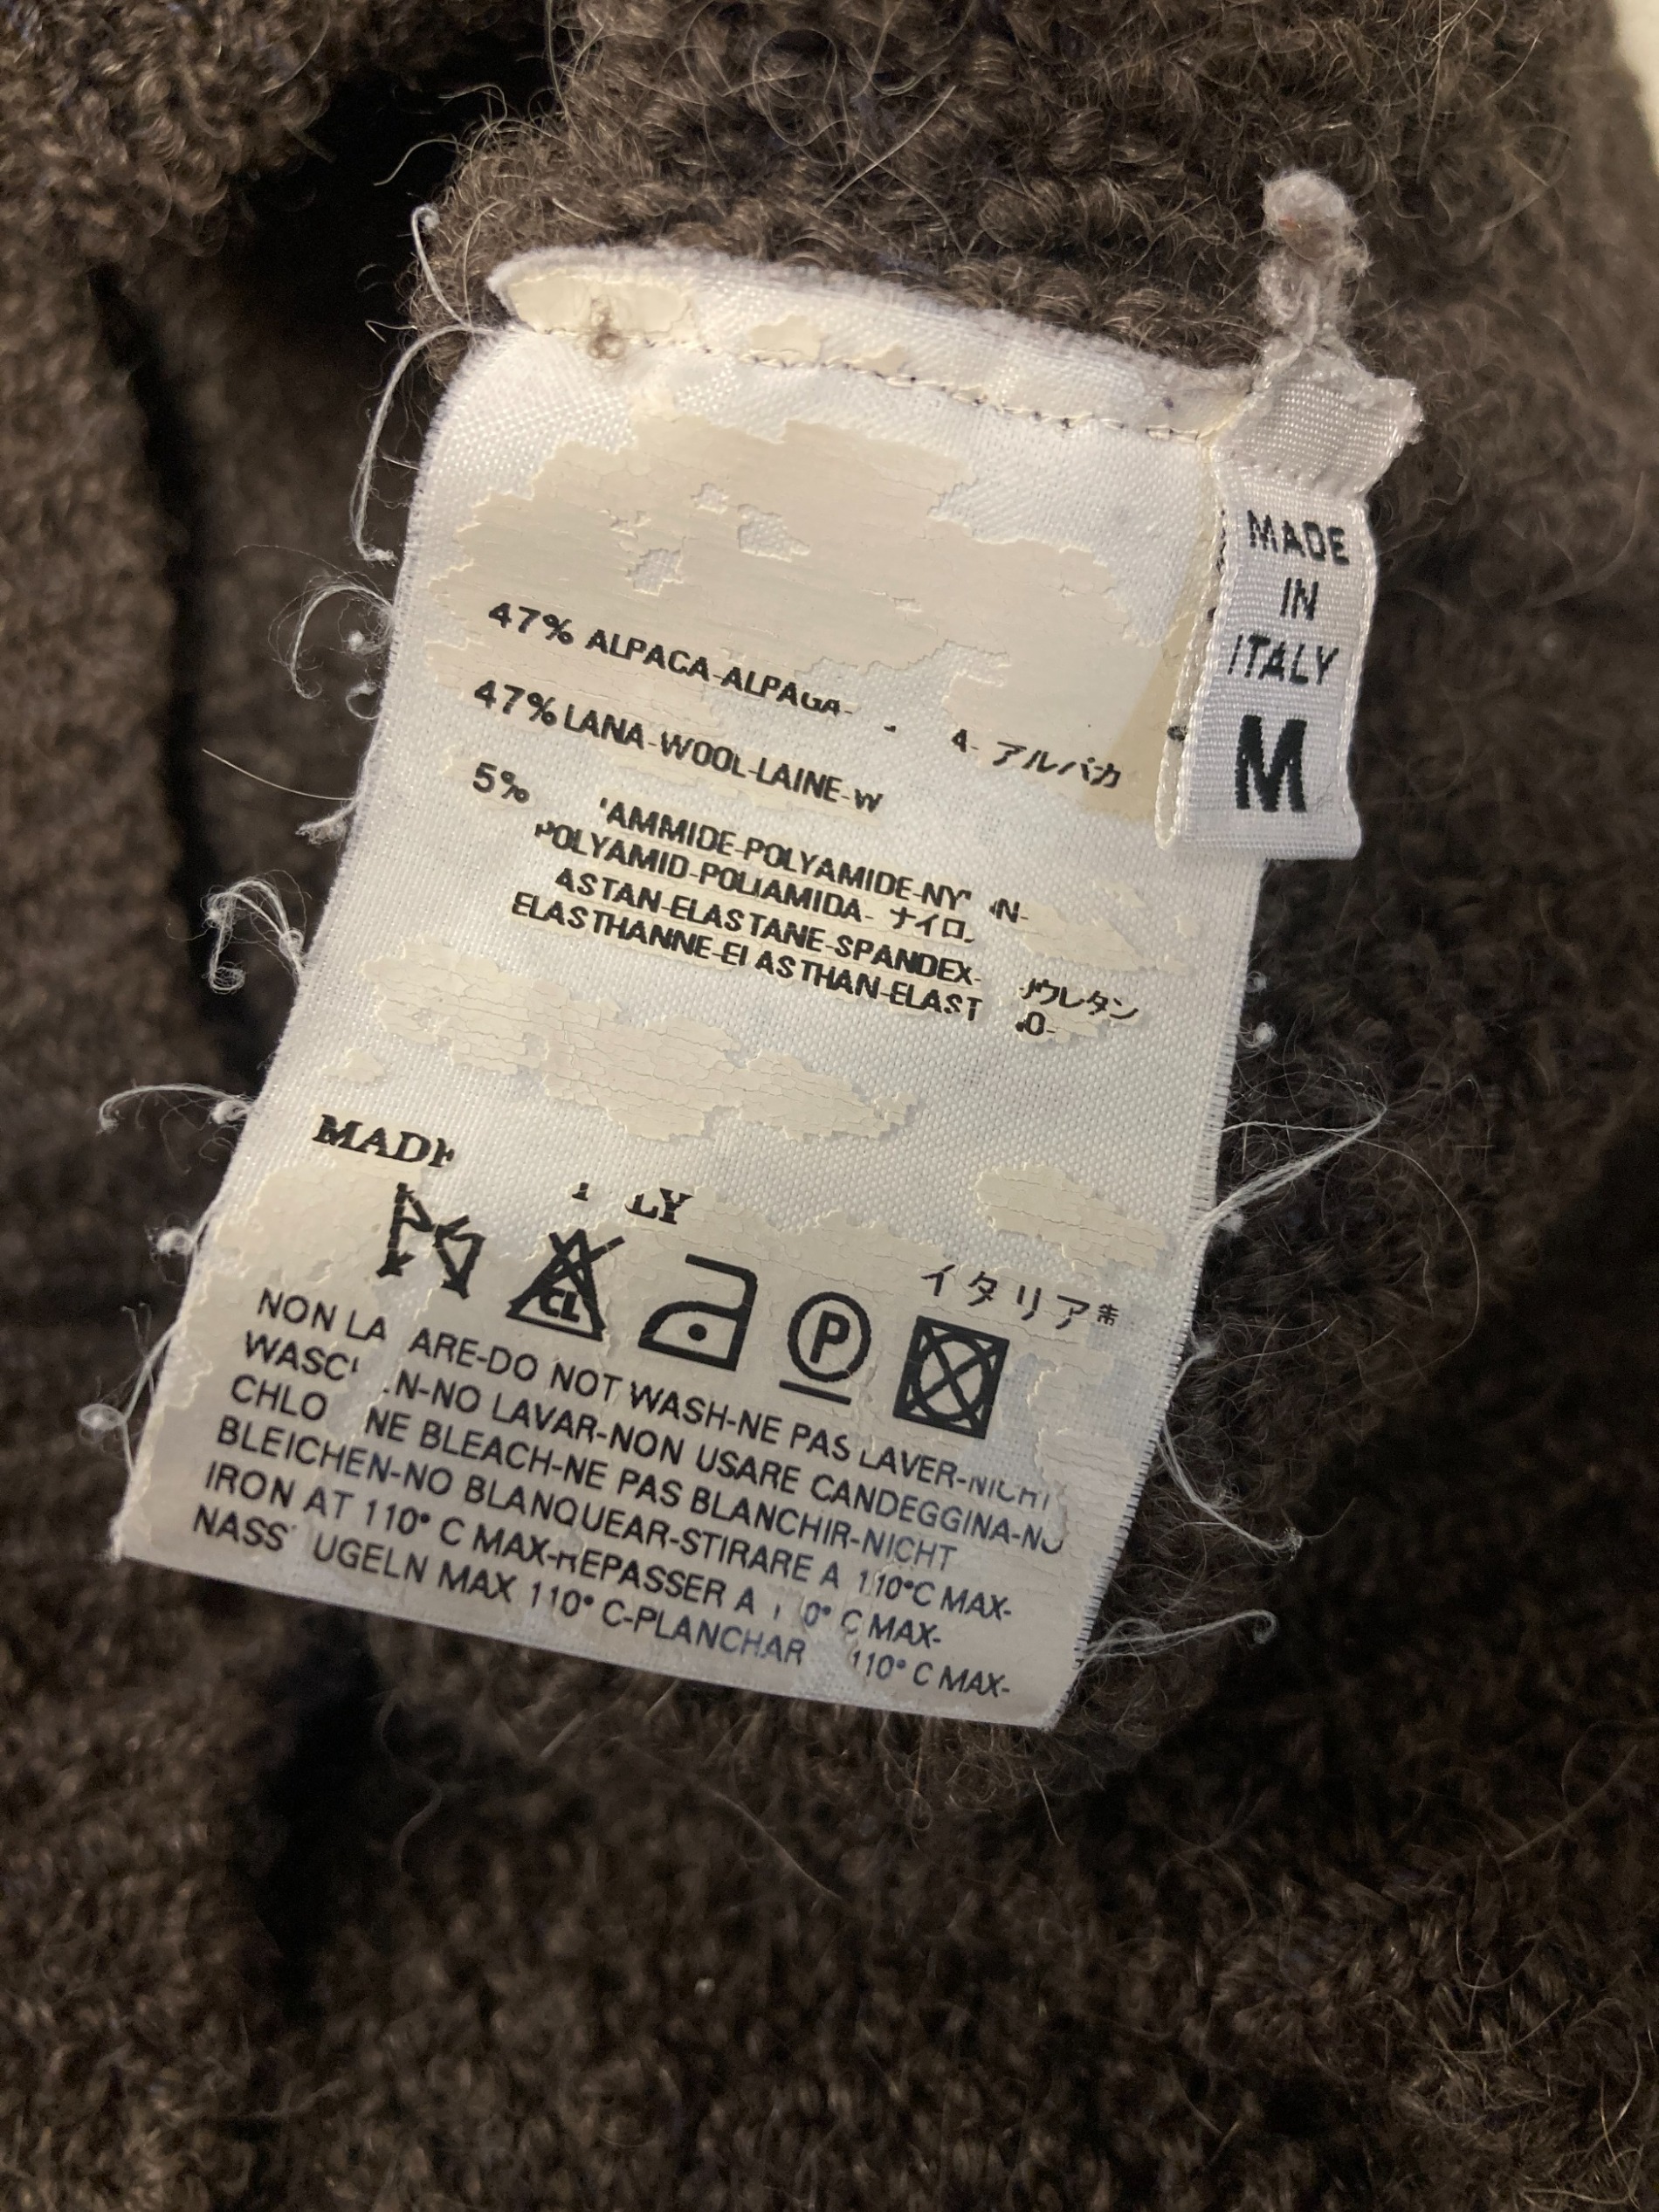 47% ALPACA-ALPAGA- アルパカ
47% LANA-WOOL-LAINE-
5%
POLYAMIDE-NY
POLYAMID-POLIAMIDA- ナイロ
ELASTANE-SPANDEX- ウレタン
ELASTHANNE-ELASTHAN-ELAST O-
MADE
LY
イタリア
CL
P
NON LA ARE-DO NOT WASH-NE PAS LAVER-NICHT
WASC N-NO LAVAR-NON USARE CANDEGGINA-NO
CHLO NE BLEACH-NE PAS BLANCHIR-NICHT
BLEICHEN-NO BLANQUEAR-STIRARE A 110°C MAX-
IRON AT 110° C MAX-REPASSER A 0° C MAX-
NASS UGELN MAX 110° C-PLANCHAR 110° C MAX-
MADE
IN
ITALY
M